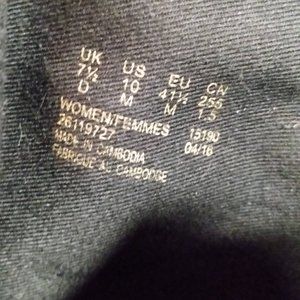 UK US EU CN
7½ 10 41½ 255
D M M 1.5
WOMEN/FEMMES
26119727 15190
MADE IN CAMBODIA 04/16
FABRIQUE AU CAMBODGE